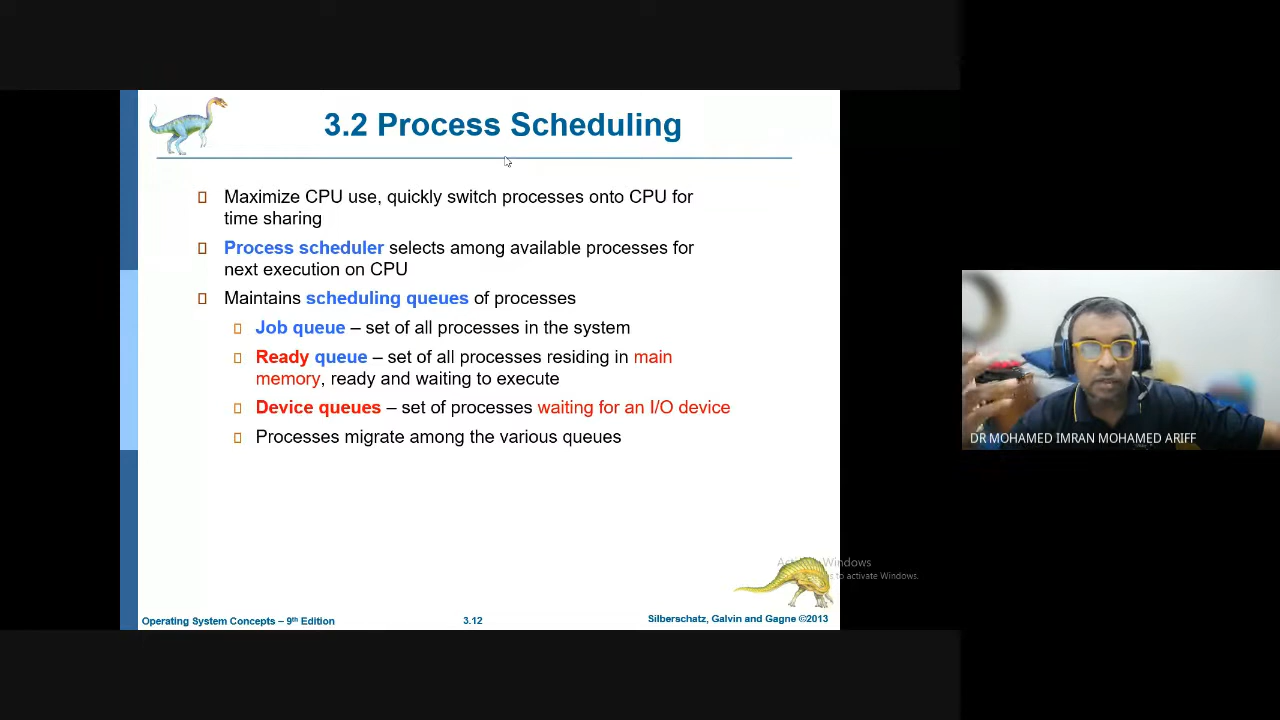 3.2 Process Scheduling
Maximize CPU use, quickly switch processes onto CPU for
time sharing
Process scheduler selects among available processes for
next execution on CPU
Maintains scheduling queues of processes
Job queue – set of all processes in the system
Ready queue – set of all processes residing in main
memory, ready and waiting to execute
Device queues – set of processes waiting for an I/O device
Processes migrate among the various queues
DR MOHAMED IMRAN MOHAMED ARIFF
Windows
to activate Windows.
Operating System Concepts – 9th Edition
3.12
Silberschatz, Galvin and Gagne ©2013